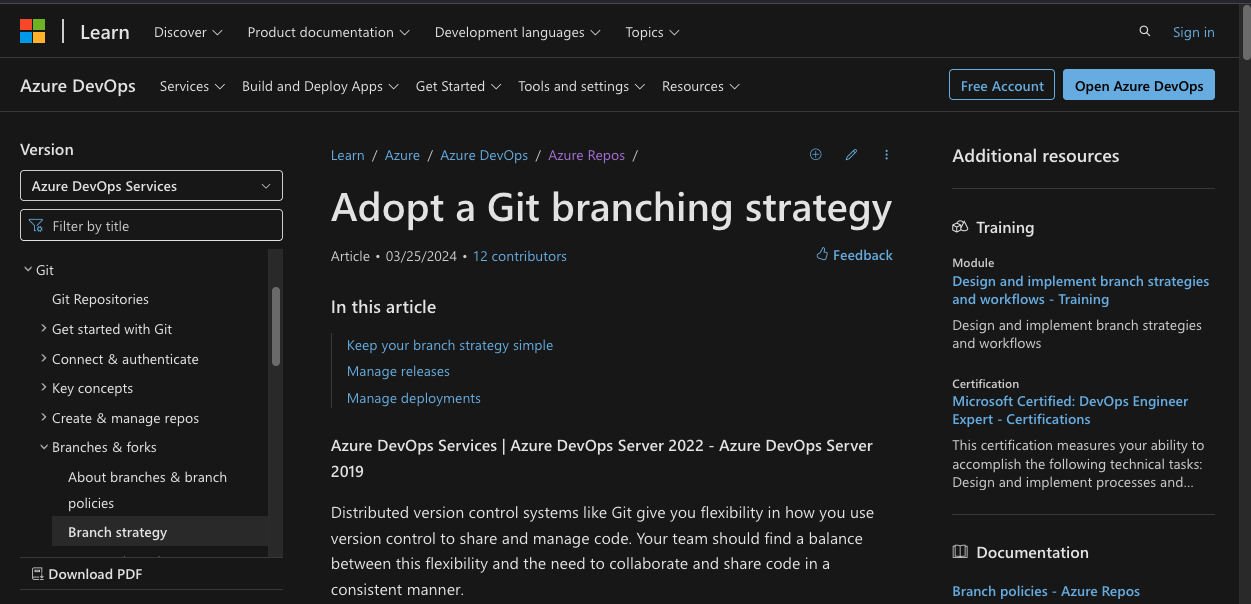 Learn Discover Product documentation Development languages Topics Sign in
Azure DevOps Services Build and Deploy Apps Get Started Tools and settings Resources Free Account Open Azure DevOps
Version
Azure DevOps Services
Filter by title
Git
Git Repositories
Get started with Git
Connect & authenticate
Key concepts
Create & manage repos
Branches & forks
About branches & branch
policies
Branch strategy
Download PDF
Learn / Azure / Azure DevOps / Azure Repos /
Adopt a Git branching strategy
Article • 03/25/2024 • 12 contributors
Feedback
In this article
Keep your branch strategy simple
Manage releases
Manage deployments
Azure DevOps Services | Azure DevOps Server 2022 - Azure DevOps Server
2019
Distributed version control systems like Git give you flexibility in how you use
version control to share and manage code. Your team should find a balance
between this flexibility and the need to collaborate and share code in a
consistent manner.
Additional resources
Training
Module
Design and implement branch strategies
and workflows - Training
Design and implement branch strategies
and workflows
Certification
Microsoft Certified: DevOps Engineer
Expert - Certifications
This certification measures your ability to
accomplish the following technical tasks:
Design and implement processes and...
Documentation
Branch policies - Azure Repos